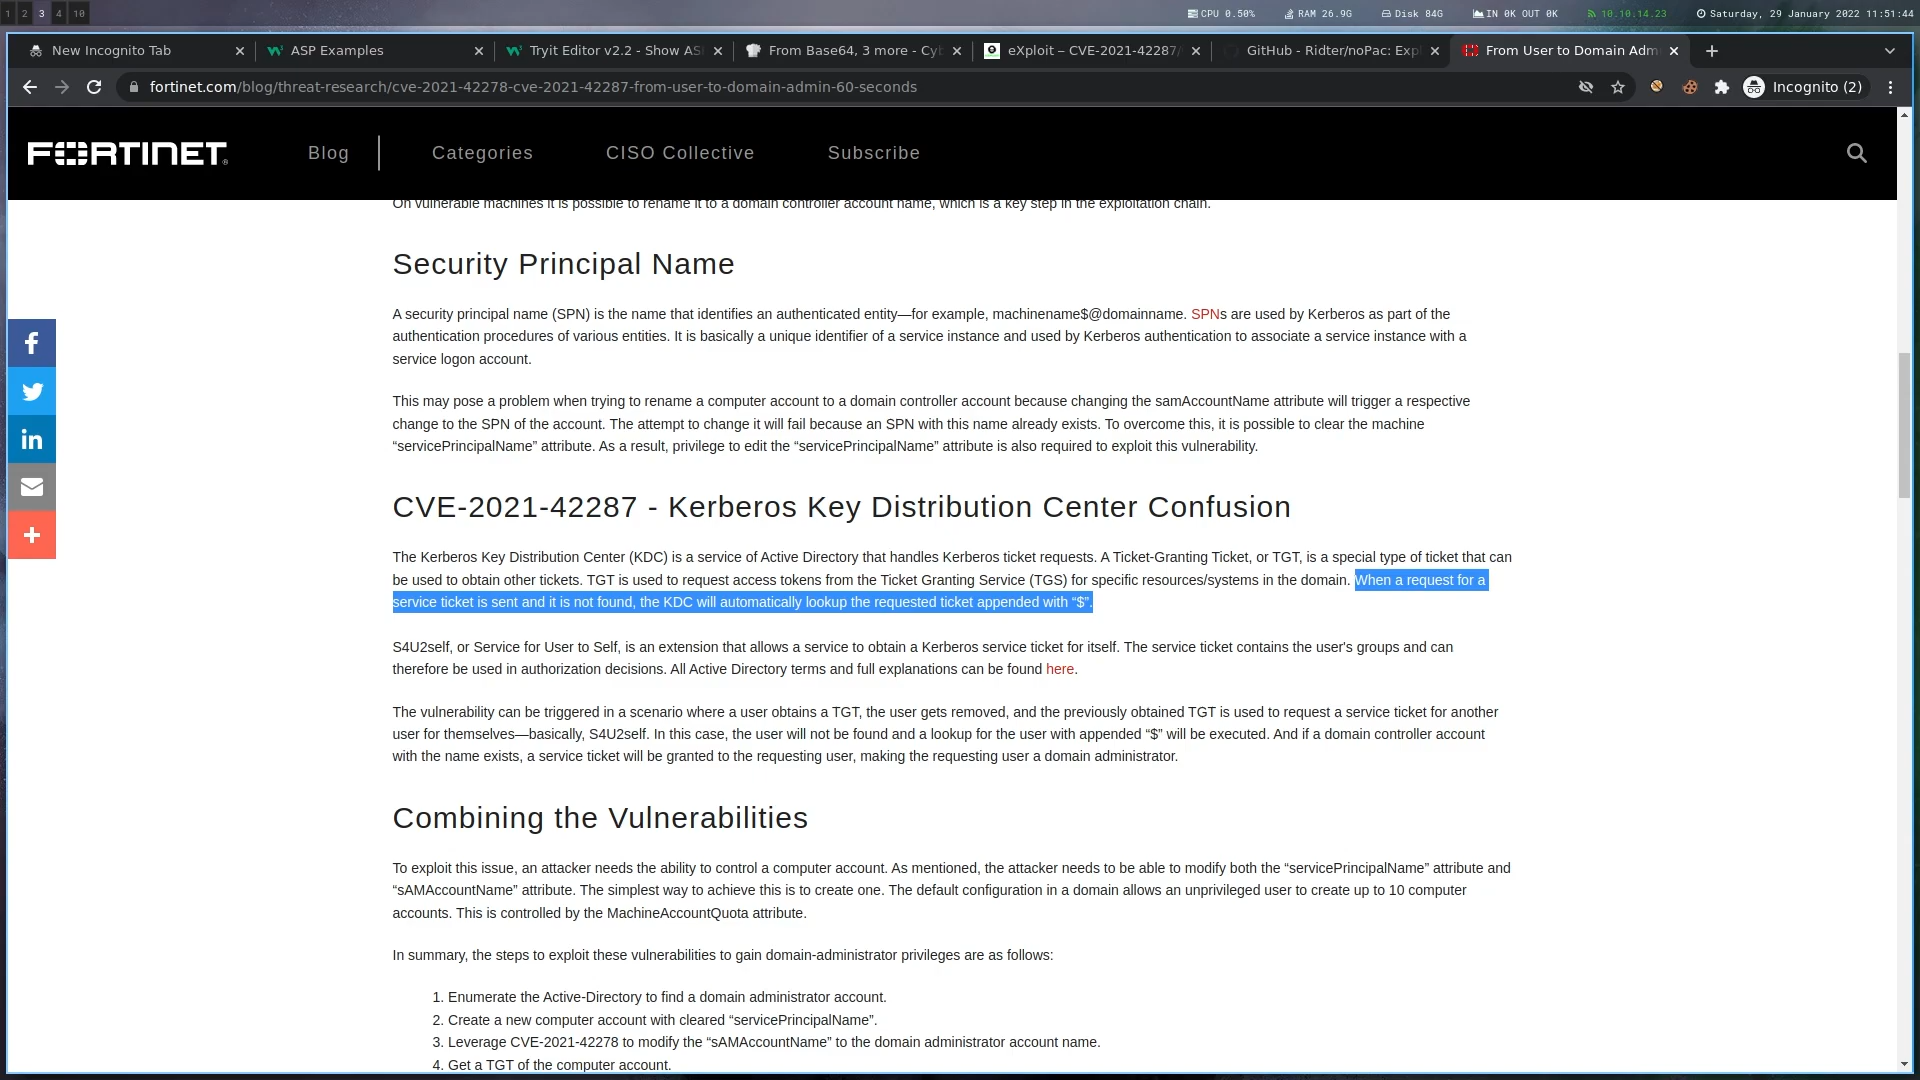 1 2 3 4 10
CPU 0.50% RAM 26.9G Disk 84G IN 0K OUT 0K 10.10.14.23 Saturday, 29 January 2022 11:51:44
New Incognito Tab
ASP Examples
Tryit Editor v2.2 - Show AS
From Base64, 3 more - Cyb
eXploit – CVE-2021-42287/
GitHub - Ridter/noPac: Exp
From User to Domain Adm
fortinet.com/blog/threat-research/cve-2021-42278-cve-2021-42287-from-user-to-domain-admin-60-seconds
Incognito (2)
FORTINET
Blog
Categories
CISO Collective
Subscribe
On vulnerable machines it is possible to rename it to a domain controller account name, which is a key step in the exploitation chain.
Security Principal Name
A security principal name (SPN) is the name that identifies an authenticated entity—for example, machinename$@domainname. SPNs are used by Kerberos as part of the
authentication procedures of various entities. It is basically a unique identifier of a service instance and used by Kerberos authentication to associate a service instance with a
service logon account.
This may pose a problem when trying to rename a computer account to a domain controller account because changing the samAccountName attribute will trigger a respective
change to the SPN of the account. The attempt to change it will fail because an SPN with this name already exists. To overcome this, it is possible to clear the machine
“servicePrincipalName” attribute. As a result, privilege to edit the “servicePrincipalName” attribute is also required to exploit this vulnerability.
CVE-2021-42287 - Kerberos Key Distribution Center Confusion
The Kerberos Key Distribution Center (KDC) is a service of Active Directory that handles Kerberos ticket requests. A Ticket-Granting Ticket, or TGT, is a special type of ticket that can
be used to obtain other tickets. TGT is used to request access tokens from the Ticket Granting Service (TGS) for specific resources/systems in the domain. When a request for a
service ticket is sent and it is not found, the KDC will automatically lookup the requested ticket appended with “$”.
S4U2self, or Service for User to Self, is an extension that allows a service to obtain a Kerberos service ticket for itself. The service ticket contains the user's groups and can
therefore be used in authorization decisions. All Active Directory terms and full explanations can be found here.
The vulnerability can be triggered in a scenario where a user obtains a TGT, the user gets removed, and the previously obtained TGT is used to request a service ticket for another
user for themselves—basically, S4U2self. In this case, the user will not be found and a lookup for the user with appended “$” will be executed. And if a domain controller account
with the name exists, a service ticket will be granted to the requesting user, making the requesting user a domain administrator.
Combining the Vulnerabilities
To exploit this issue, an attacker needs the ability to control a computer account. As mentioned, the attacker needs to be able to modify both the “servicePrincipalName” attribute and
“sAMAccountName” attribute. The simplest way to achieve this is to create one. The default configuration in a domain allows an unprivileged user to create up to 10 computer
accounts. This is controlled by the MachineAccountQuota attribute.
In summary, the steps to exploit these vulnerabilities to gain domain-administrator privileges are as follows:
1. Enumerate the Active-Directory to find a domain administrator account.
2. Create a new computer account with cleared “servicePrincipalName”.
3. Leverage CVE-2021-42278 to modify the “sAMAccountName” to the domain administrator account name.
4. Get a TGT of the computer account.